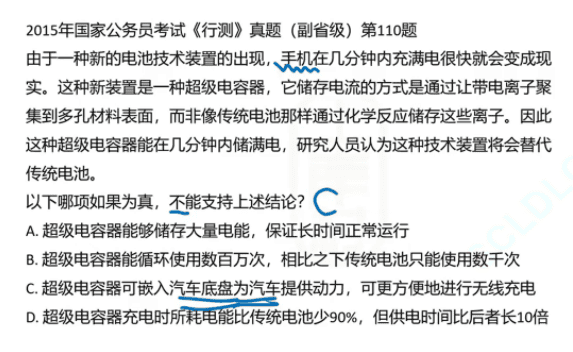 2015年国家公务员考试《行测》真题（副省级）第110题
由于一种新的电池技术装置的出现，手机在几分钟内充满电很快就会变成现
实。这种新装置是一种超级电容器，它储存电流的方式是通过让带电离子聚
集到多孔材料表面，而非像传统电池那样通过化学反应储存这些离子。因此
这种超级电容器能在几分钟内储满电，研究人员认为这种技术装置将会替代
传统电池。
以下哪项如果为真，不能支持上述结论？ C
A. 超级电容器能够储存大量电能，保证长时间正常运行
B. 超级电容器能循环使用数百万次，相比之下传统电池只能使用数千次
C. 超级电容器可嵌入汽车底盘为汽车提供动力，可更方便地进行无线充电
D. 超级电容器充电时所耗电能比传统电池少90%，但供电时间比后者长10倍